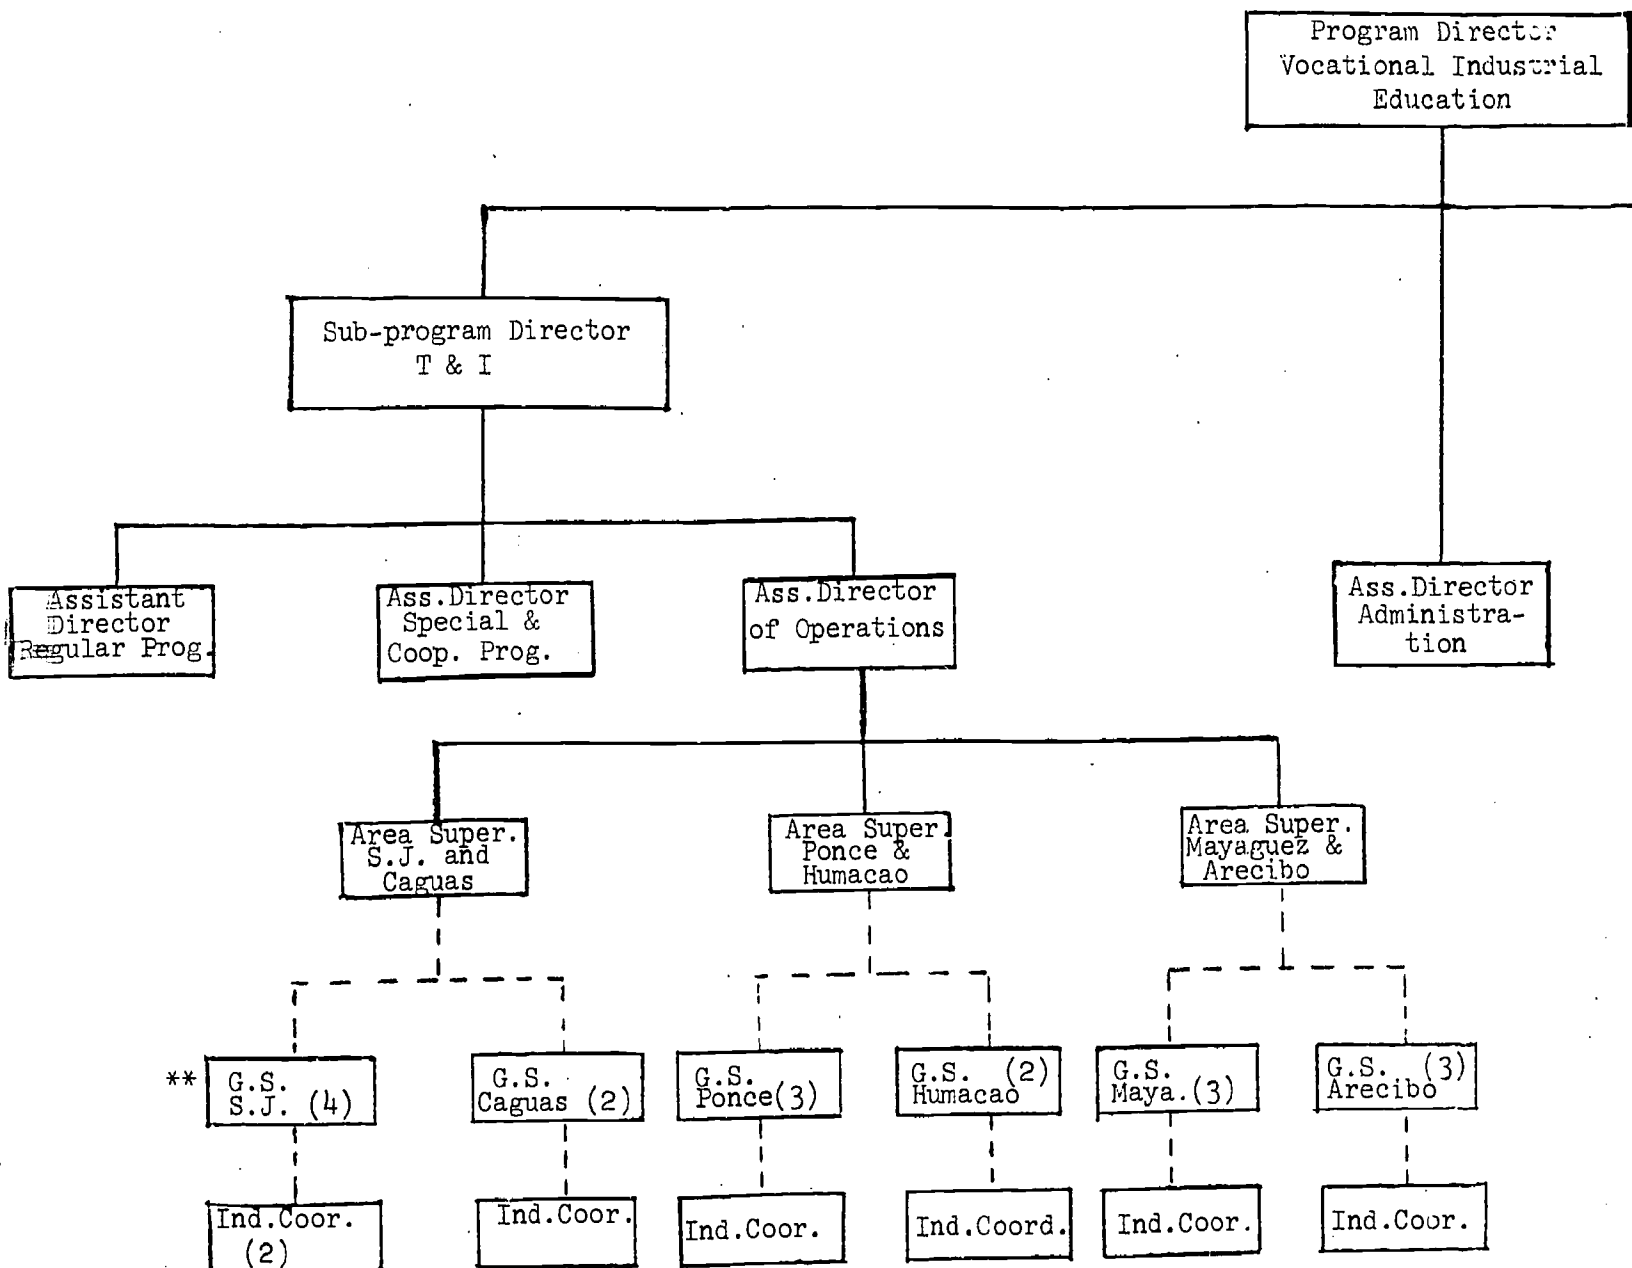 Program Director
Vocational Industrial
Education
Sub-program Director
T & I
Assistant
Director
Regular Prog.
Ass.Director
Special &
Coop. Prog.
Ass.Director
of Operations
Ass.Director
Administra-
tion
Area Super.
S.J. and
Caguas
Area Super.
Ponce &
Humacao
Area Super.
Mayaguez &
Arecibo
** G.S.
S.J. (4)
G.S.
Caguas (2)
G.S.
Ponce(3)
G.S. (2)
Humacao
G.S.
Maya.(3)
G.S. (3)
Arecibo
Ind.Coor.
(2)
Ind.Coor.
Ind.Coor.
Ind.Coord.
Ind.Coor.
Ind.Coor.